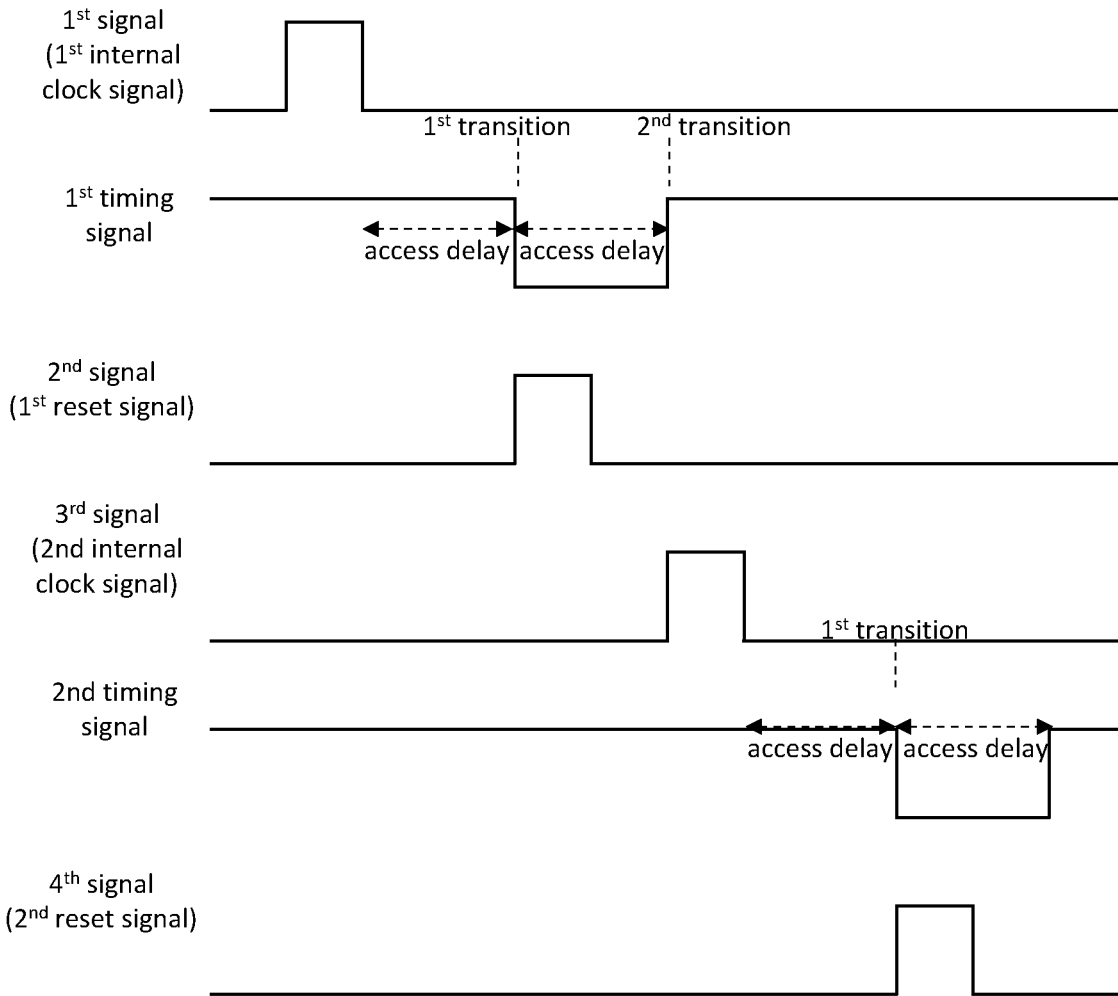 1st signal
(1st internal
clock signal)
1st transition
2nd transition
1st timing
signal
access delay
access delay
2nd signal
(1st reset signal)
3rd signal
(2nd internal
clock signal)
1st transition
2nd timing
signal
access delay
access delay
4th signal
(2nd reset signal)